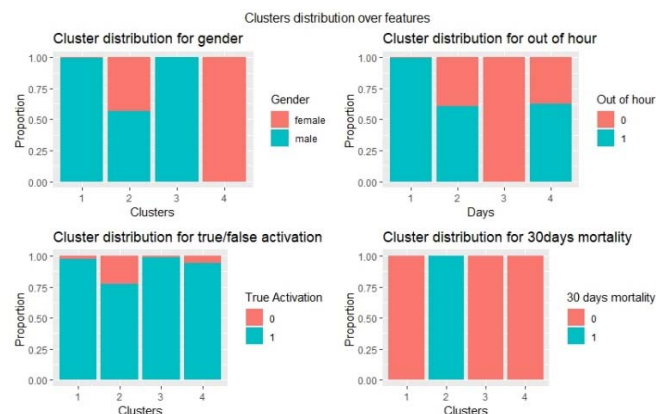 Clusters distribution over features
Cluster distribution for gender
1.00
0.75
0.50
0.25
0.00
Proportion
1 2 3 4
Clusters
Gender
female
male
Cluster distribution for out of hour
1.00
0.75
0.50
0.25
0.00
Proportion
1 2 3 4
Days
Out of hour
0
1
Cluster distribution for true/false activation
1.00
0.75
0.50
0.25
0.00
Proportion
1 2 3 4
Clusters
True Activation
0
1
Cluster distribution for 30days mortality
1.00
0.75
0.50
0.25
0.00
Proportion
1 2 3 4
Clusters
30 days mortality
0
1